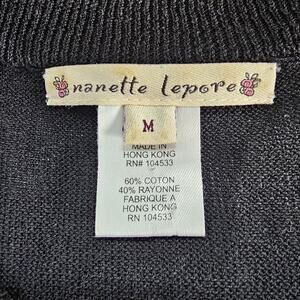 nanette lepore
M
MADE IN
HONG KONG
RN# 104533
60% COTON
40% RAYONNE
FABRIQUE A
HONG KONG
RN 104533